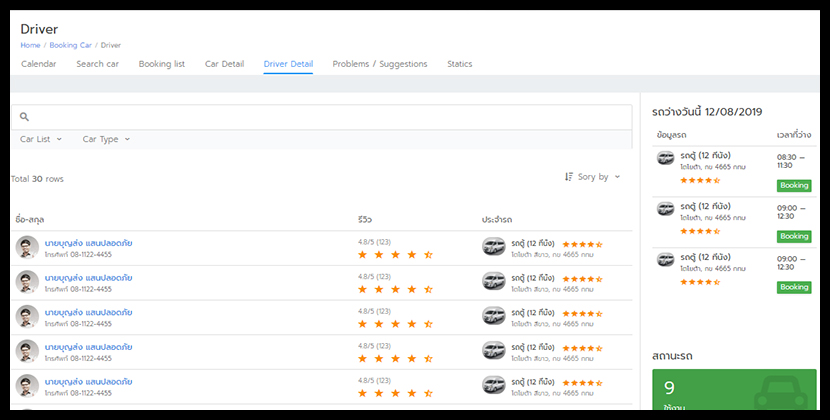 Driver
Home / Booking Car / Driver
Calendar Search car Booking list Car Detail Driver Detail Problems / Suggestions Statics
Car List Car Type
Total 30 rows
Sory by
ชื่อ-สกุล รีวิว ประจำรถ
นายบุญส่ง แสนปลอดภัย 4.8/5 (123) รถตู้ (12 ที่นั่ง)
โทรศัพท์ 08-1122-4455 โตโยต้า สีขาว, กบ 4665 กทม
นายบุญส่ง แสนปลอดภัย 4.8/5 (123) รถตู้ (12 ที่นั่ง)
โทรศัพท์ 08-1122-4455 โตโยต้า สีขาว, กบ 4665 กทม
นายบุญส่ง แสนปลอดภัย 4.8/5 (123) รถตู้ (12 ที่นั่ง)
โทรศัพท์ 08-1122-4455 โตโยต้า สีขาว, กบ 4665 กทม
นายบุญส่ง แสนปลอดภัย 4.8/5 (123) รถตู้ (12 ที่นั่ง)
โทรศัพท์ 08-1122-4455 โตโยต้า สีขาว, กบ 4665 กทม
นายบุญส่ง แสนปลอดภัย 4.8/5 (123) รถตู้ (12 ที่นั่ง)
โทรศัพท์ 08-1122-4455 โตโยต้า สีขาว, กบ 4665 กทม
รถว่างวันนี้ 12/08/2019
ข้อมูลรถ เวลาที่ว่าง
รถตู้ (12 ที่นั่ง) 08:30 –
โตโยต้า, กบ 4665 กทม 11:30
Booking
รถตู้ (12 ที่นั่ง) 09:00 –
โตโยต้า, กบ 4665 กทม 12:30
Booking
รถตู้ (12 ที่นั่ง) 09:00 –
โตโยต้า, กบ 4665 กทม 12:30
Booking
สถานะรถ
9
ใช้งาน